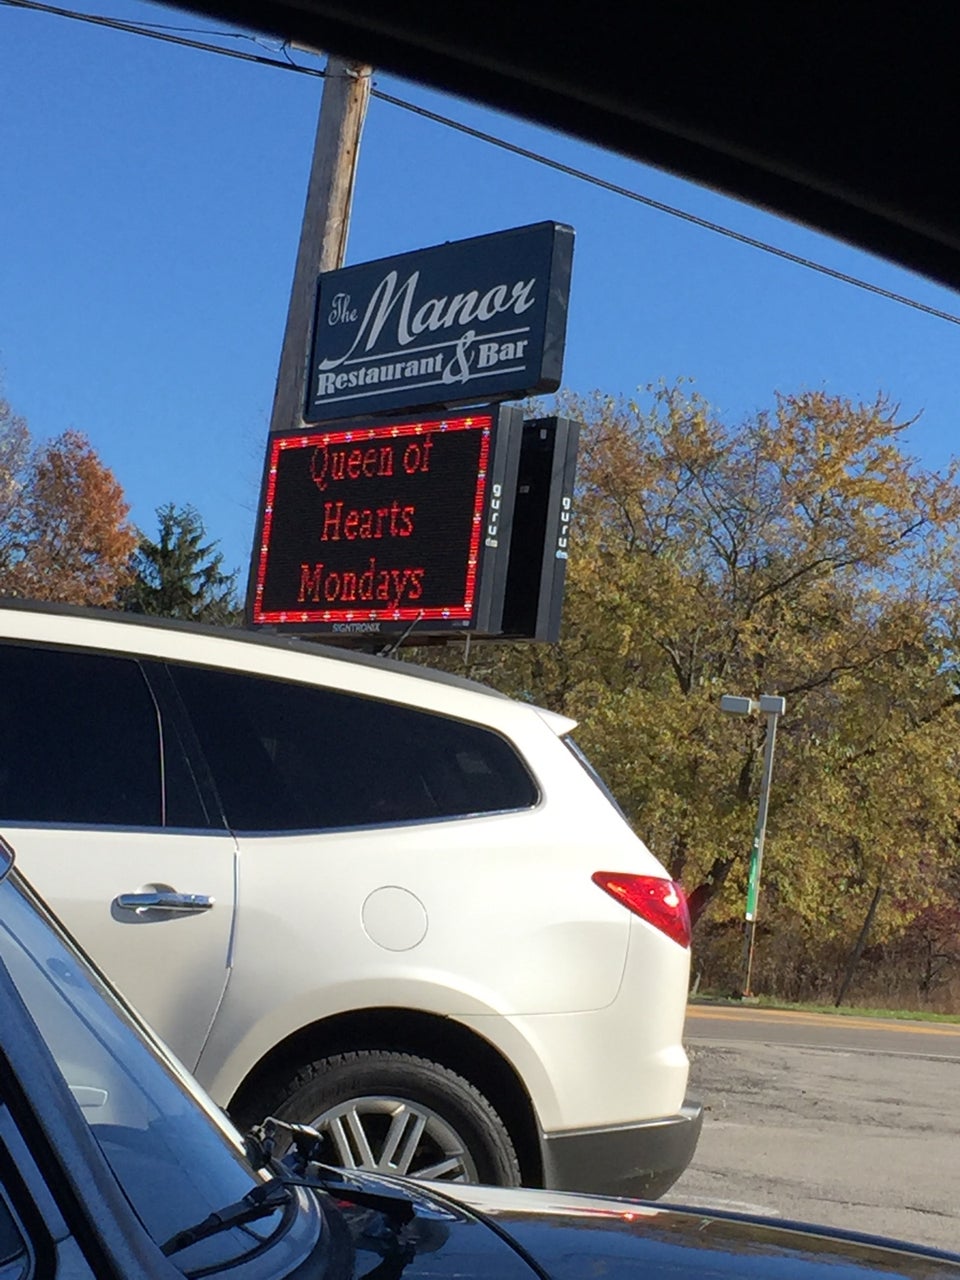 The Manor
Restaurant & Bar
Queen of
Hearts
Mondays
guru
guru
SIGNTRONIX